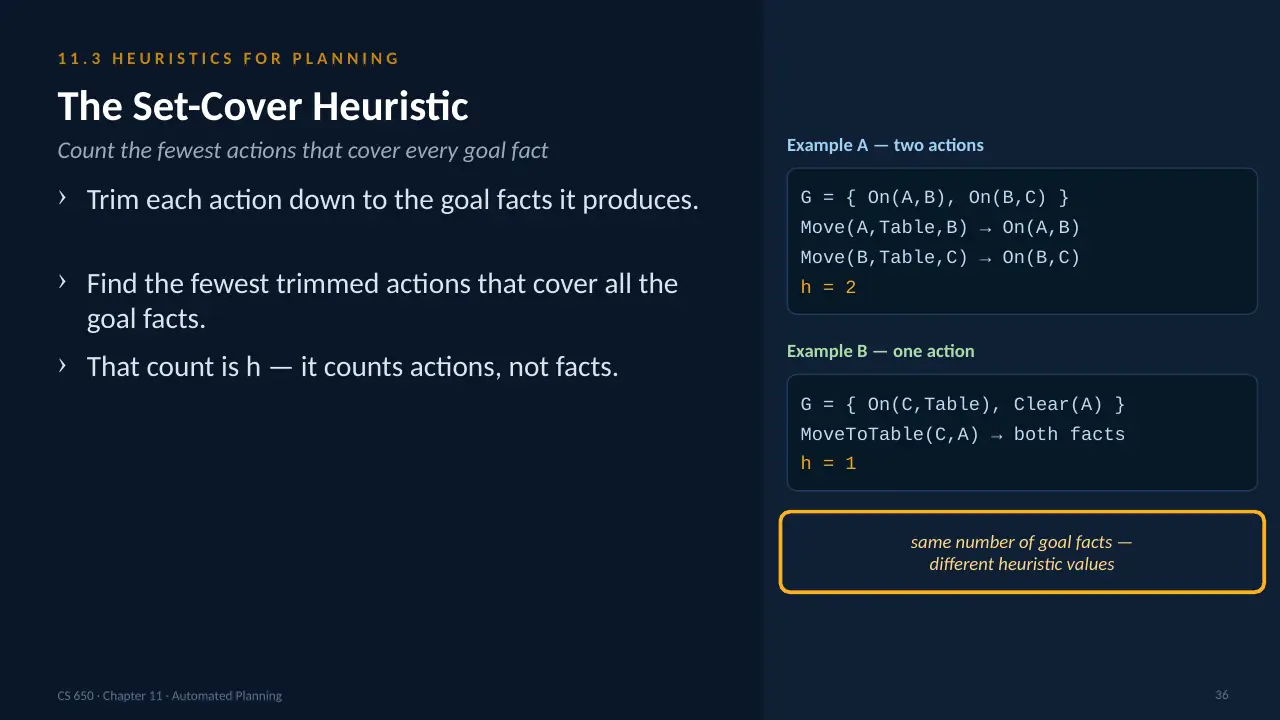 11.3 HEURISTICS FOR PLANNING
The Set-Cover Heuristic
Count the fewest actions that cover every goal fact
› Trim each action down to the goal facts it produces.
› Find the fewest trimmed actions that cover all the
goal facts.
› That count is h — it counts actions, not facts.
Example A — two actions
G = { On(A,B), On(B,C) }
Move(A,Table,B) → On(A,B)
Move(B,Table,C) → On(B,C)
h = 2
Example B — one action
G = { On(C,Table), Clear(A) }
MoveToTable(C,A) → both facts
h = 1
same number of goal facts —
different heuristic values
CS 650 · Chapter 11 · Automated Planning
36